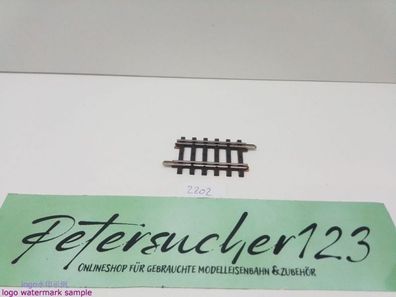 2202
Petersucher123
ONLINESHOP FÜR GEBRAUCHTE MODELLEISENBAHN & ZUBEHÖR
logo watermark sample